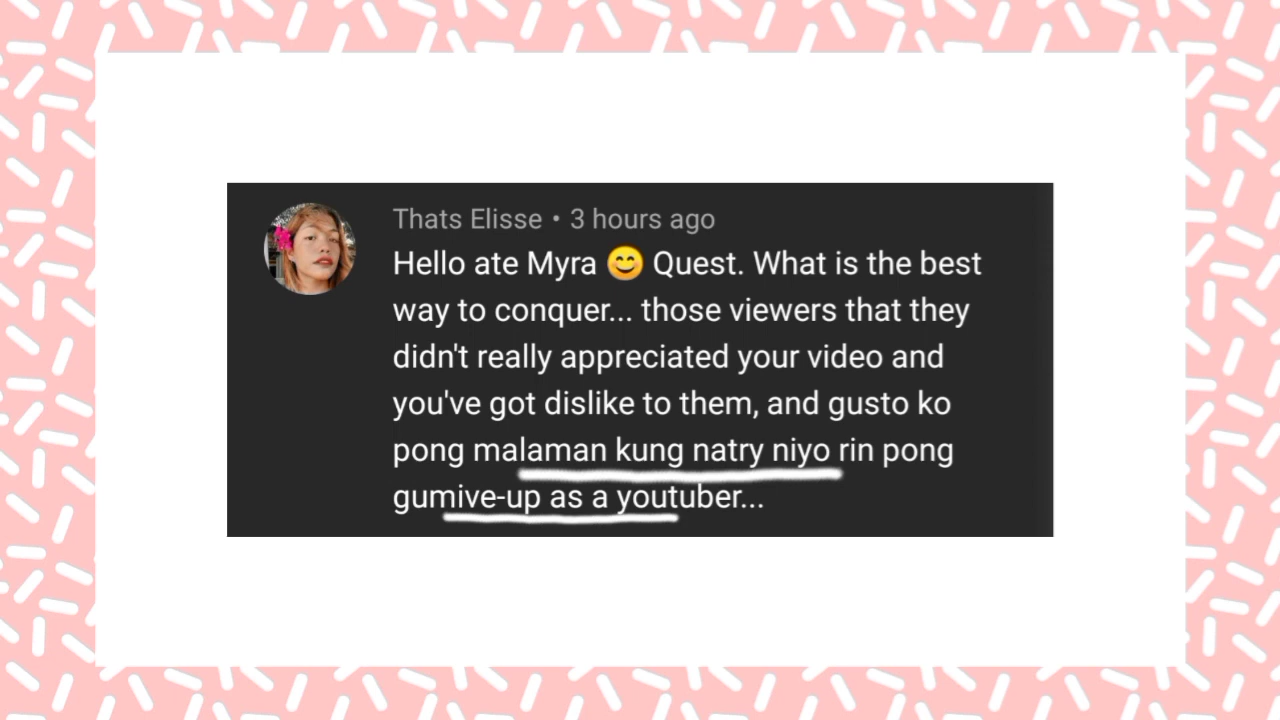 Thats Elisse • 3 hours ago
Hello ate Myra 😊 Quest. What is the best
way to conquer... those viewers that they
didn't really appreciated your video and
you've got dislike to them, and gusto ko
pong malaman kung natry niyo rin pong
gumive-up as a youtuber...